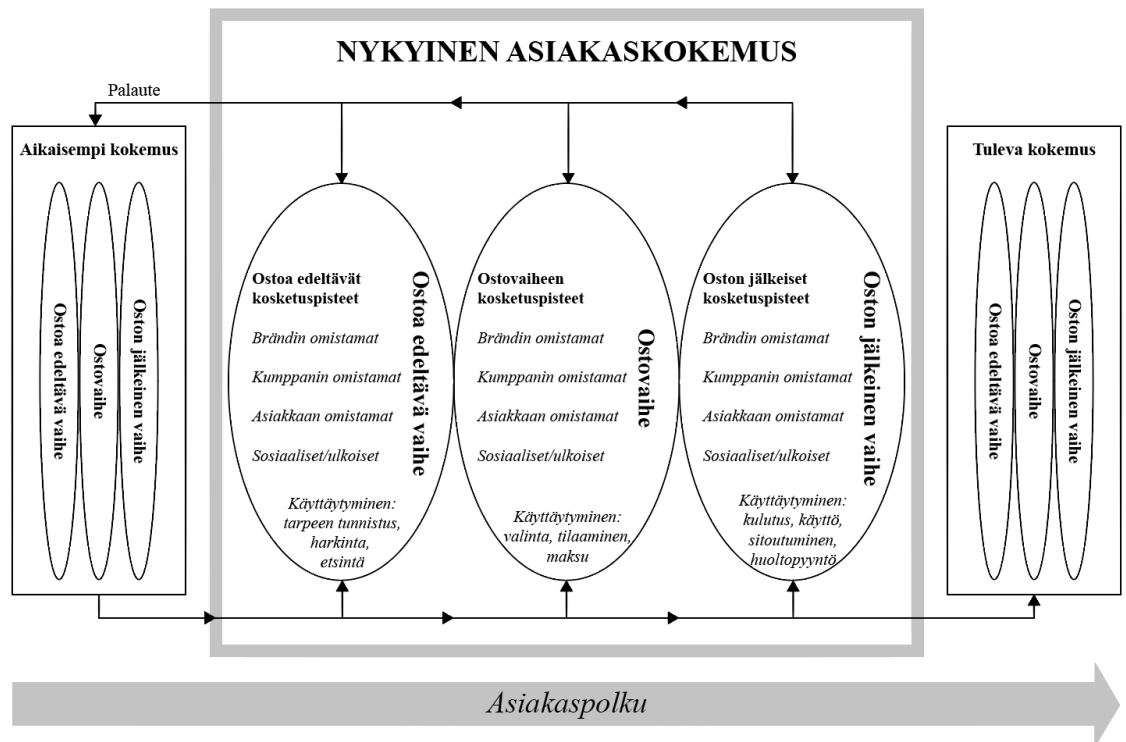 NYKYINEN ASIAKASKOKEMUS
Palaute
Aikaisempi kokemus
Ostoa edeltävä vaihe
Ostovaihe
Oston jälkeinen vaihe
Ostoa edeltävät
kosketuspisteet
Brändin omistamat
Kumppanin omistamat
Asiakkaan omistamat
Sosiaaliset/ulkoiset
Käyttäytyminen:
tarpeen tunnistus,
harkinta,
etsintä
Ostoa edeltävä vaihe
Ostovaiheen
kosketuspisteet
Brändin omistamat
Kumppanin omistamat
Asiakkaan omistamat
Sosiaaliset/ulkoiset
Käyttäytyminen:
valinta, tilaaminen,
maksu
Ostovaihe
Oston jälkeiset
kosketuspisteet
Brändin omistamat
Kumppanin omistamat
Asiakkaan omistamat
Sosiaaliset/ulkoiset
Käyttäytyminen:
kulutus, käyttö,
sitoutuminen,
huoltopyyntö
Oston jälkeinen vaihe
Tuleva kokemus
Ostoa edeltävä vaihe
Ostovaihe
Oston jälkeinen vaihe
Asiakaspolku